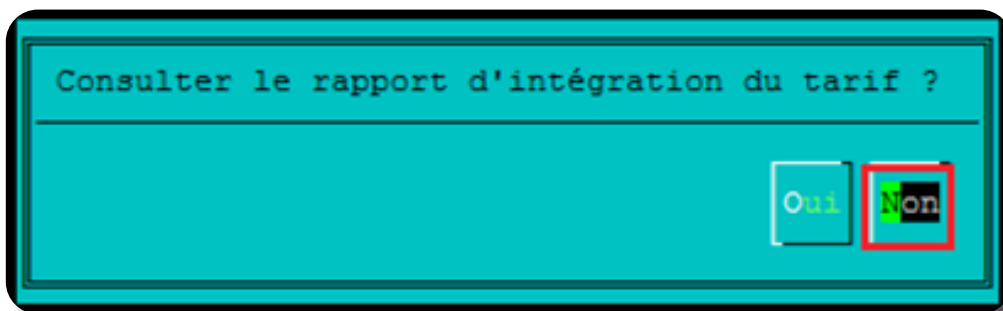 Consulter le rapport d'intégration du tarif ?
Oui Non